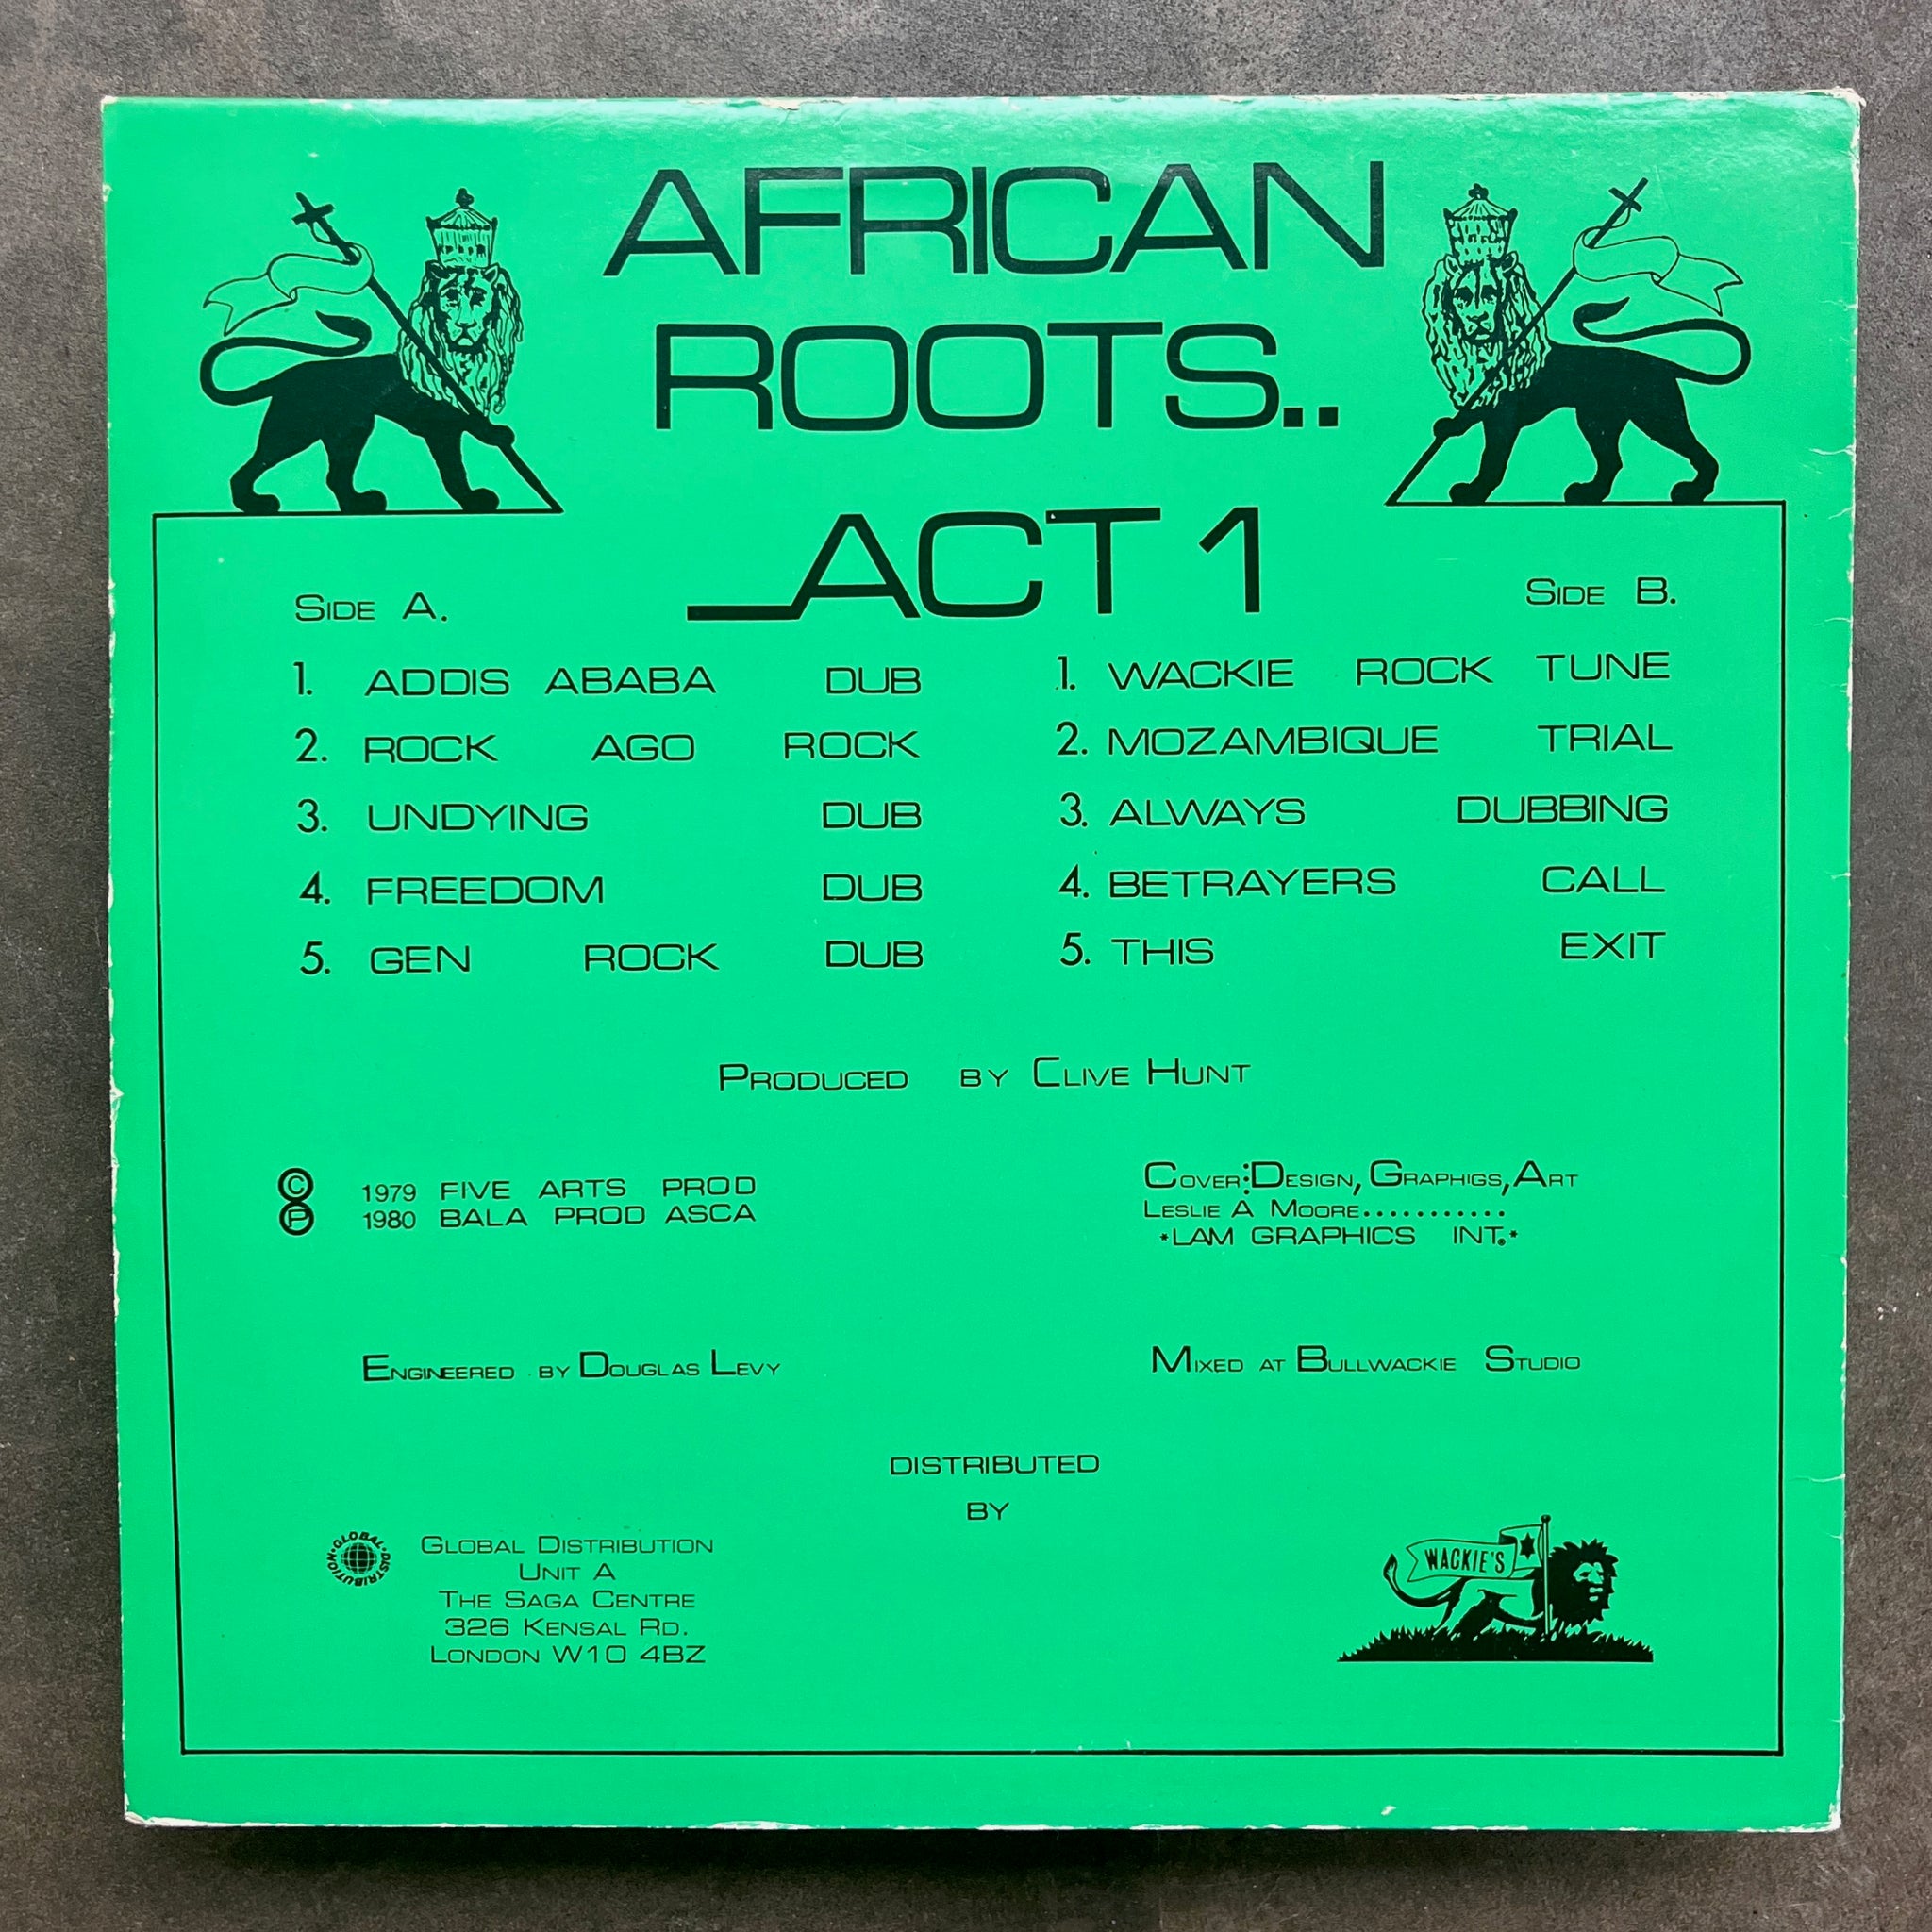 AFRICAN
ROOTS..
_ACT 1
SIDE A.
1. ADDIS ABABA DUB
2. ROCK AGO ROCK
3. UNDYING DUB
4. FREEDOM DUB
5. GEN ROCK DUB
SIDE B.
1. WACKIE ROCK TUNE
2. MOZAMBIQUE TRIAL
3. ALWAYS DUBBING
4. BETRAYERS CALL
5. THIS EXIT
PRODUCED BY CLIVE HUNT
© 1979 FIVE ARTS PROD
℗ 1980 BALA PROD ASCA
COVER:DESIGN, GRAPHIGS, ART
LESLIE A MOORE...........
*LAM GRAPHICS INT.*
ENGINEERED BY DOUGLAS LEVY
MIXED AT BULLWACKIE STUDIO
DISTRIBUTED
BY
GLOBAL DISTRIBUTION
GLOBAL DISTRIBUTION
UNIT A
THE SAGA CENTRE
326 KENSAL RD.
LONDON W10 4BZ
WACKIE'S